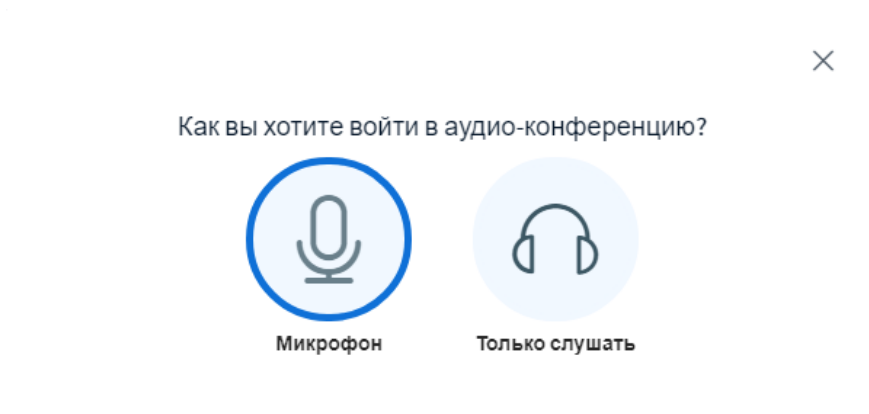 Как вы хотите войти в аудио-конференцию?
Микрофон
Только слушать